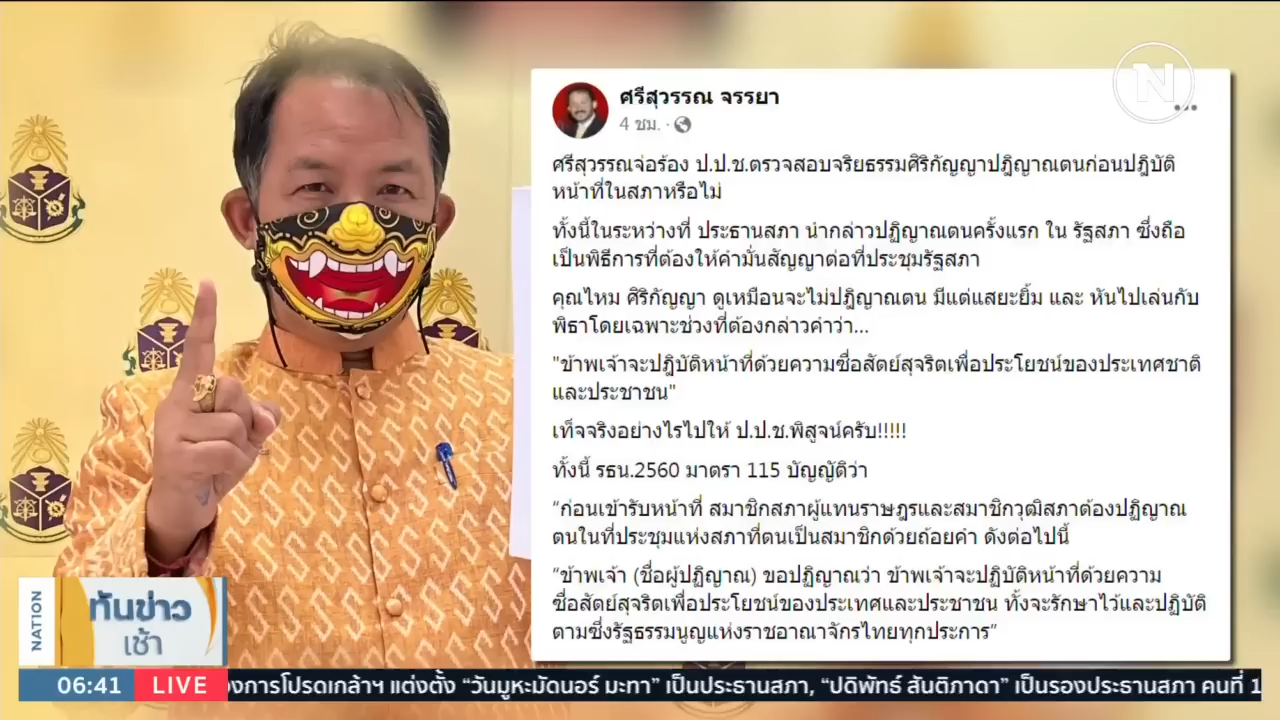 ศรีสุวรรณ จรรยา
4 ชม.
ศรีสุวรรณจ่อร้อง ป.ป.ช.ตรวจสอบจริยธรรมศิริกัญญาปฎิญาณตนก่อนปฎิบัติ
หน้าที่ในสภาหรือไม่
ทั้งนี้ในระหว่างที่ ประธานสภา นำกล่าวปฏิญาณตนครั้งแรก ใน รัฐสภา ซึ่งถือ
เป็นพิธีการที่ต้องให้คำมั่นสัญญาต่อที่ประชุมรัฐสภา
คุณไหม ศิริกัญญา ดูเหมือนจะไม่ปฎิญาณตน มีแต่แสยะยิ้ม และ หันไปเล่นกับ
พิธาโดยเฉพาะช่วงที่ต้องกล่าวคำว่า...
"ข้าพเจ้าจะปฎิบัติหน้าที่ด้วยความซื่อสัตย์สุจริตเพื่อประโยชน์ของประเทศชาติ
และประชาชน"
เท็จจริงอย่างไรไปให้ ป.ป.ช.พิสูจน์ครับ!!!!!
ทั้งนี้ รธน.2560 มาตรา 115 บัญญัติว่า
“ก่อนเข้ารับหน้าที่ สมาชิกสภาผู้แทนราษฎรและสมาชิกวุฒิสภาต้องปฏิญาณ
ตนในที่ประชุมแห่งสภาที่ตนเป็นสมาชิกด้วยถ้อยคำ ดังต่อไปนี้
“ข้าพเจ้า (ชื่อผู้ปฏิญาณ) ขอปฏิญาณว่า ข้าพเจ้าจะปฏิบัติหน้าที่ด้วยความ
ซื่อสัตย์สุจริตเพื่อประโยชน์ของประเทศและประชาชน ทั้งจะรักษาไว้และปฏิบัติ
ตามซึ่งรัฐธรรมนูญแห่งราชอาณาจักรไทยทุกประการ”
N
NATION
ทันข่าว
เช้า
06:41 LIVE
องการโปรดเกล้าฯ แต่งตั้ง “วันมูหะมัดนอร์ มะทา” เป็นประธานสภา, “ปดิพัทธ์ สันติภาดา” เป็นรองประธานสภา คนที่ 1